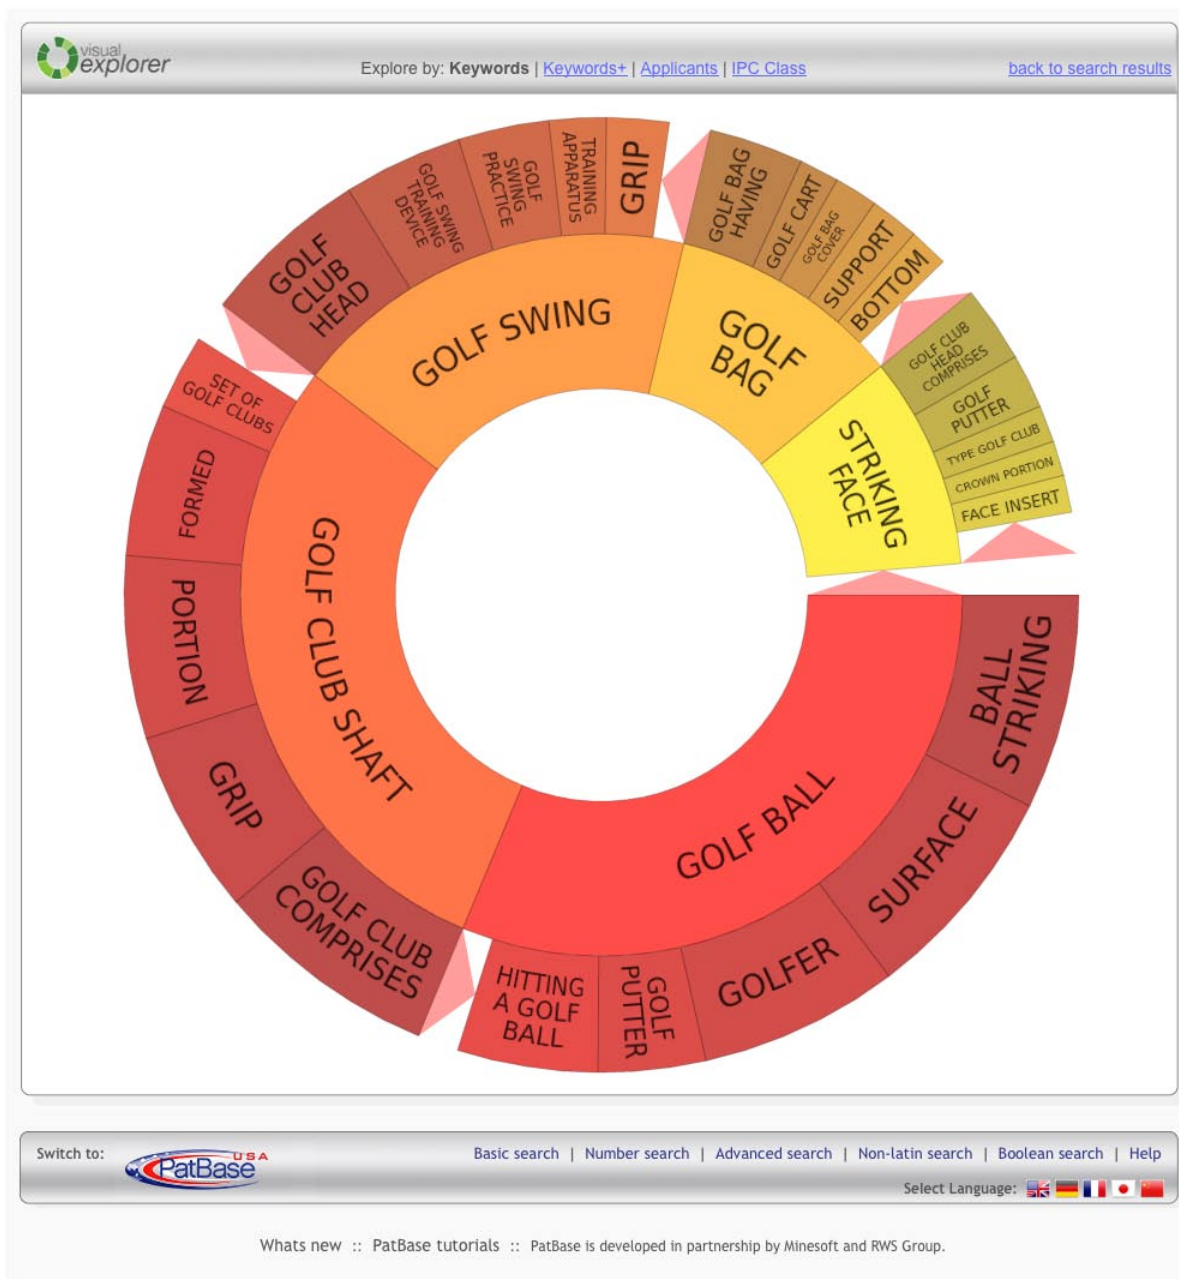 visual
explorer
Explore by: Keywords | Keywords+ | Applicants | IPC Class
back to search results
GOLF SWING
GOLF
CLUB
HEAD
GOLF SWING
TRAINING
DEVICE
GOLF
SWING
PRACTICE
TRAINING
APPARATUS
GRIP
GOLF
BAG
GOLF BAG
HAVING
GOLF CART
GOLF BAG
COVER
SUPPORT
BOTTOM
STRIKING
FACE
GOLF CLUB
HEAD
COMPRISES
GOLF
PUTTER
TYPE GOLF CLUB
CROWN PORTION
FACE INSERT
GOLF BALL
BALL
STRIKING
SURFACE
GOLFER
GOLF
PUTTER
HITTING
A GOLF
BALL
GOLF CLUB SHAFT
GOLF CLUB
COMPRISES
GRIP
PORTION
FORMED
SET OF
GOLF CLUBS
Switch to:
USA
PatBase
Basic search | Number search | Advanced search | Non-latin search | Boolean search | Help
Select Language:
Whats new :: PatBase tutorials :: PatBase is developed in partnership by Minesoft and RWS Group.